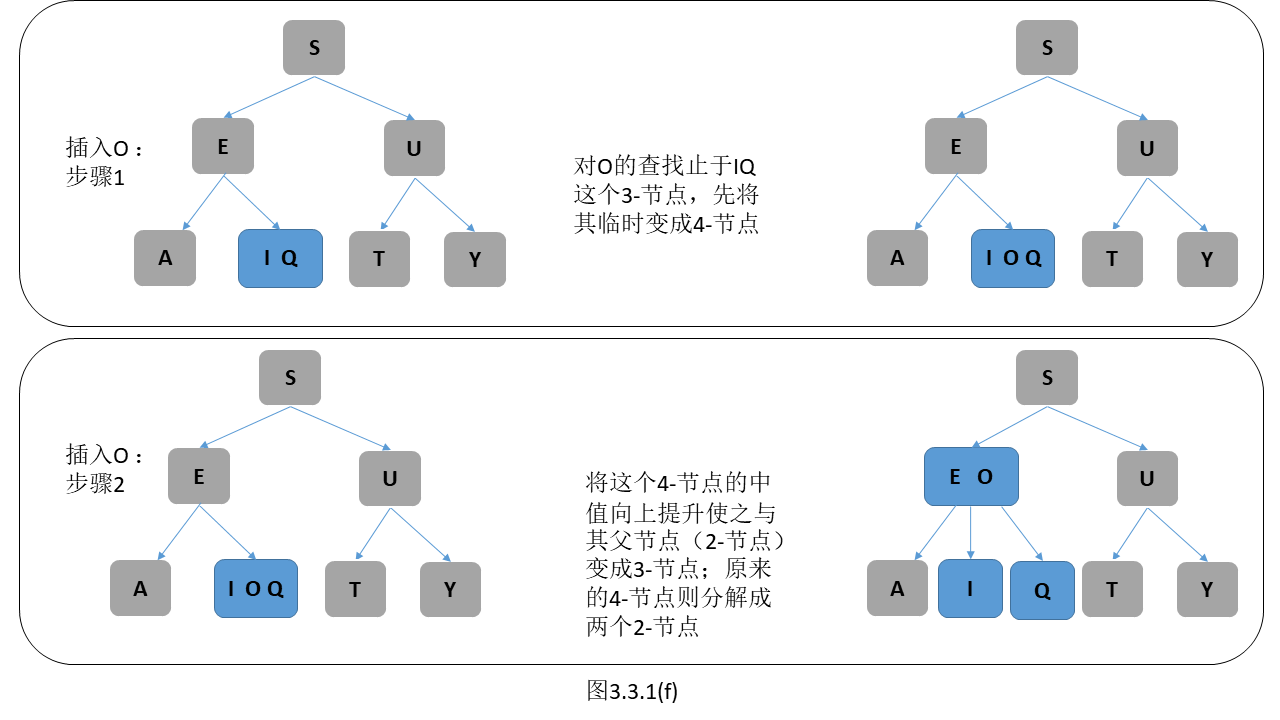 S
S
E
U
E
U
插入O：
步骤1
对O的查找止于IQ
这个3-节点，先将
其临时变成4-节点
A
I Q
T
Y
A
I O Q
T
Y
S
S
E
U
E O
U
插入O：
步骤2
将这个4-节点的中
值向上提升使之与
其父节点（2-节点）
变成3-节点；原来
的4-节点则分解成
两个2-节点
A
I O Q
T
Y
A
I
Q
T
Y
图3.3.1(f)